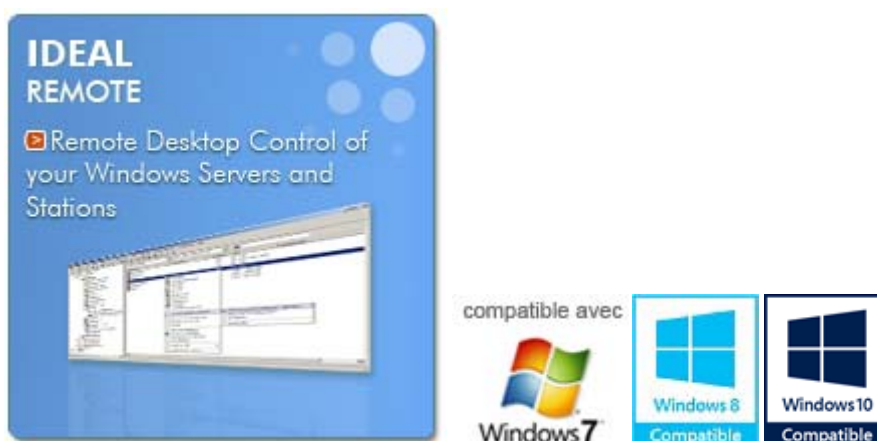 IDEAL
REMOTE
Remote Desktop Control of
your Windows Servers and
Stations
compatible avec
Windows 7
Windows 8
Compatible
Windows 10
Compatible